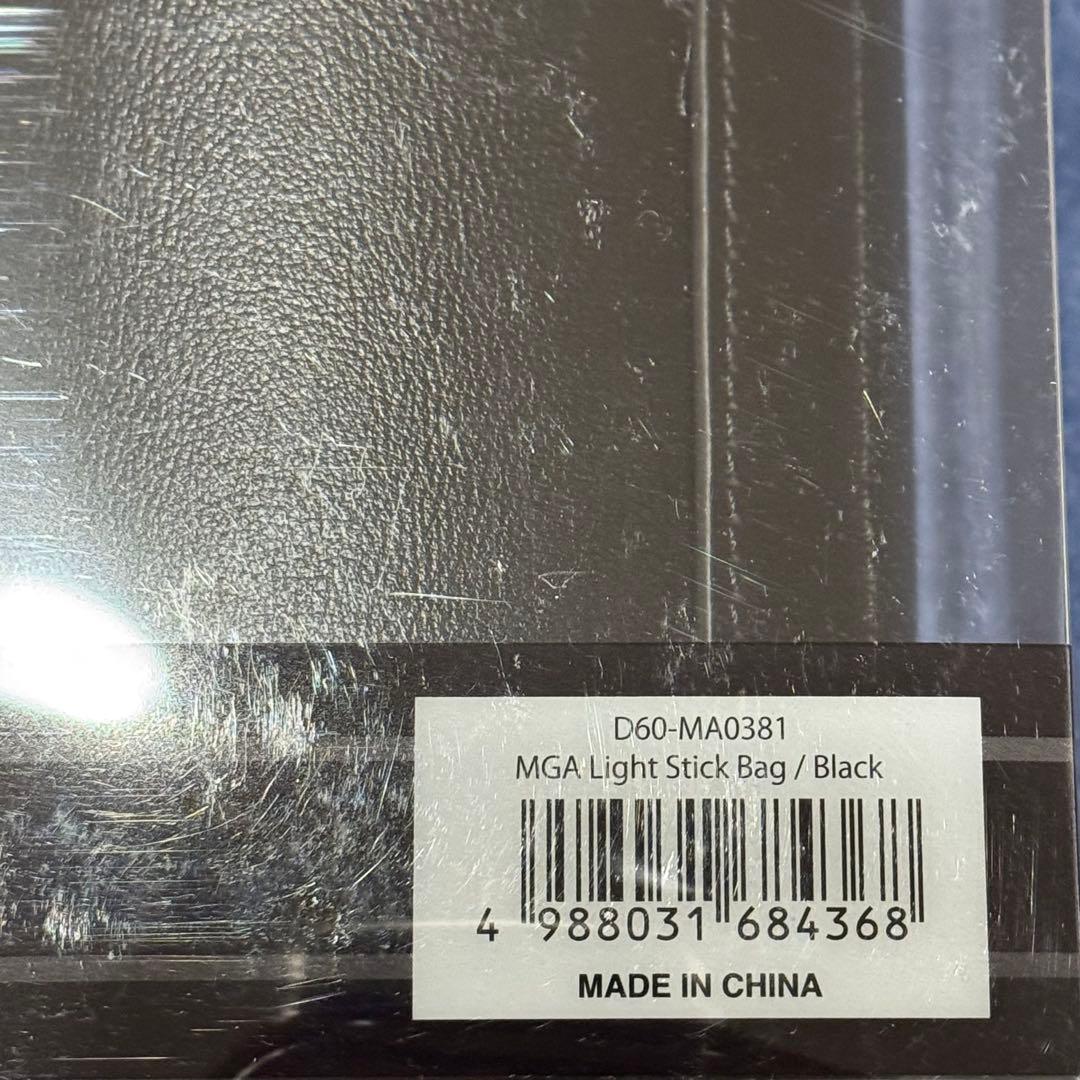 D60-MA0381
MGA Light Stick Bag / Black
4 988031 684368
MADE IN CHINA